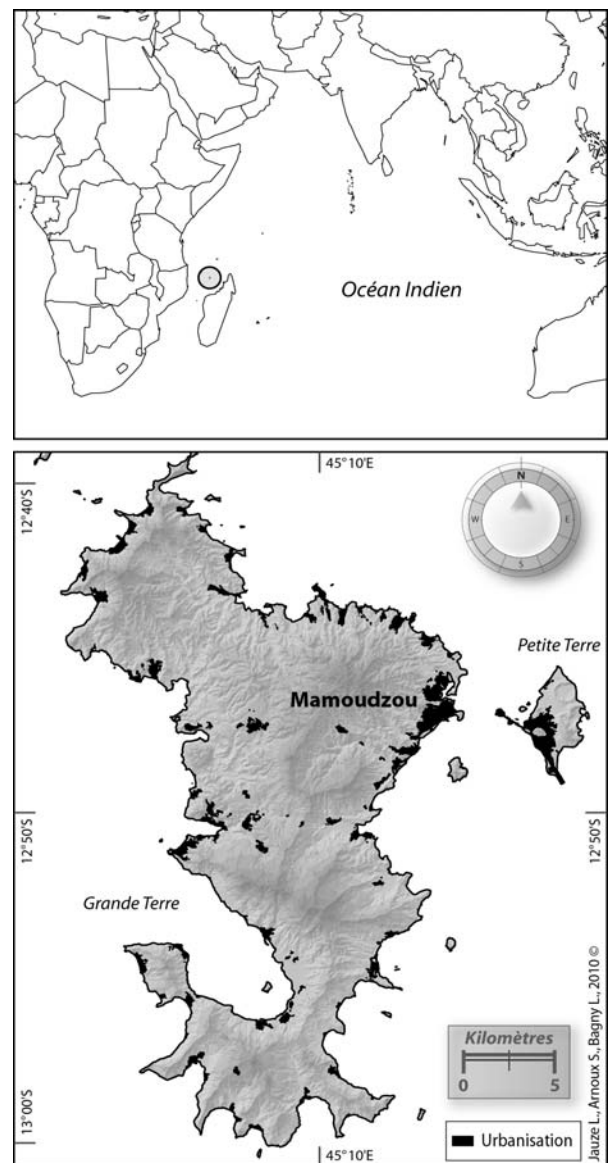 Océan Indien
45°10'E
12°40'S
N
W
E
S
Petite Terre
Mamoudzou
12°50'S
12°50'S
Grande Terre
Kilomètres
0 5
13°00'S
Urbanisation
45°10'E
Jauze L., Arnoux S., Bagny L., 2010 ©